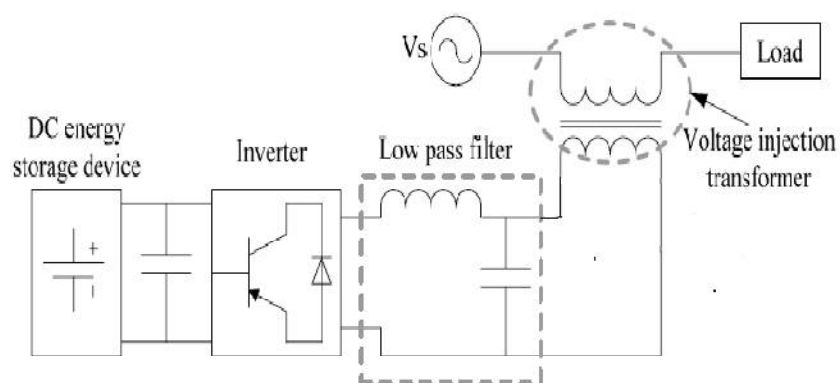 Vs
Load
DC energy
storage device
Inverter
Low pass filter
Voltage injection
transformer
+